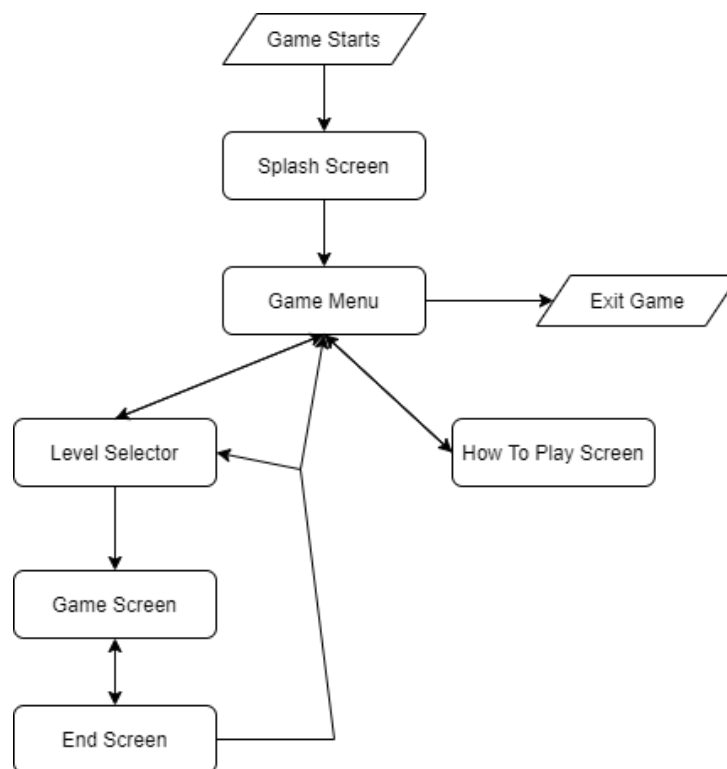 Game Starts
Splash Screen
Game Menu
Exit Game
Level Selector
How To Play Screen
Game Screen
End Screen